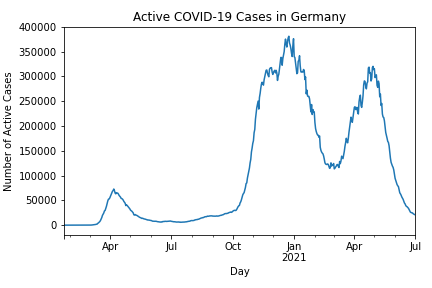 Active COVID-19 Cases in Germany
400000
350000
300000
250000
200000
150000
100000
50000
0
Number of Active Cases
Apr
Jul
Oct
Jan
2021
Apr
Jul
Day